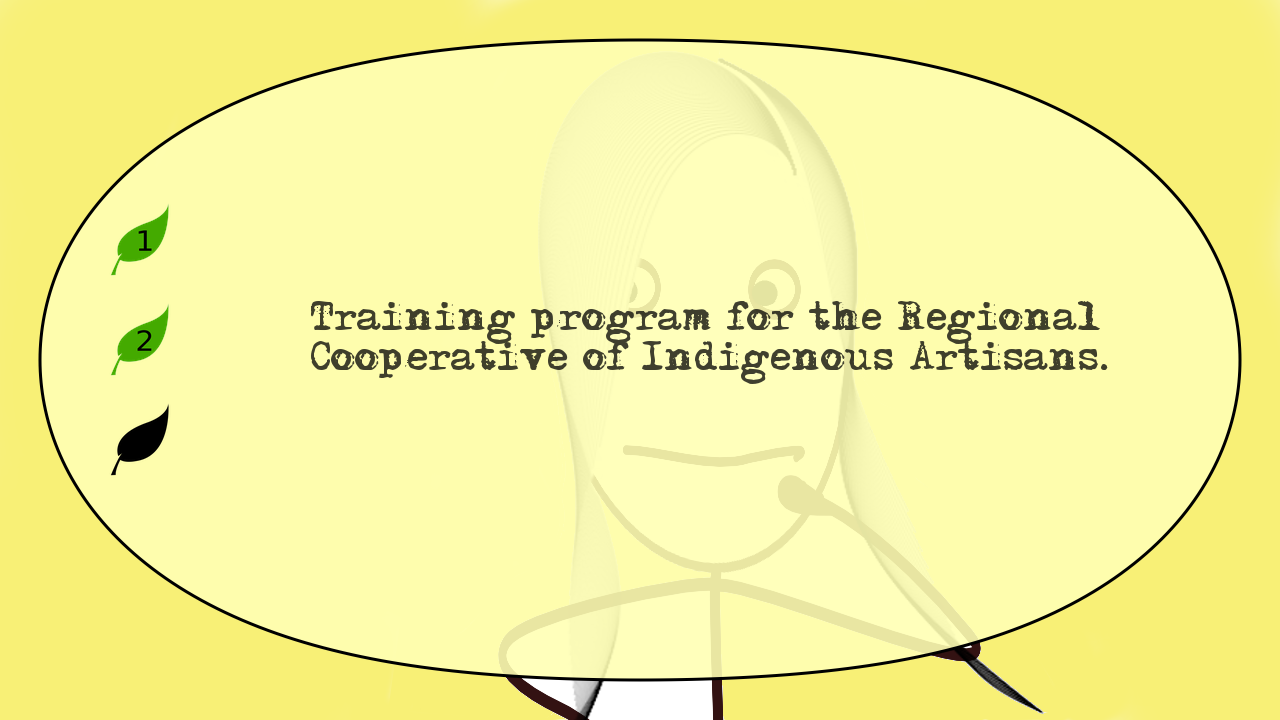 1
2
Training program for the Regional
Cooperative of Indigenous Artisans.